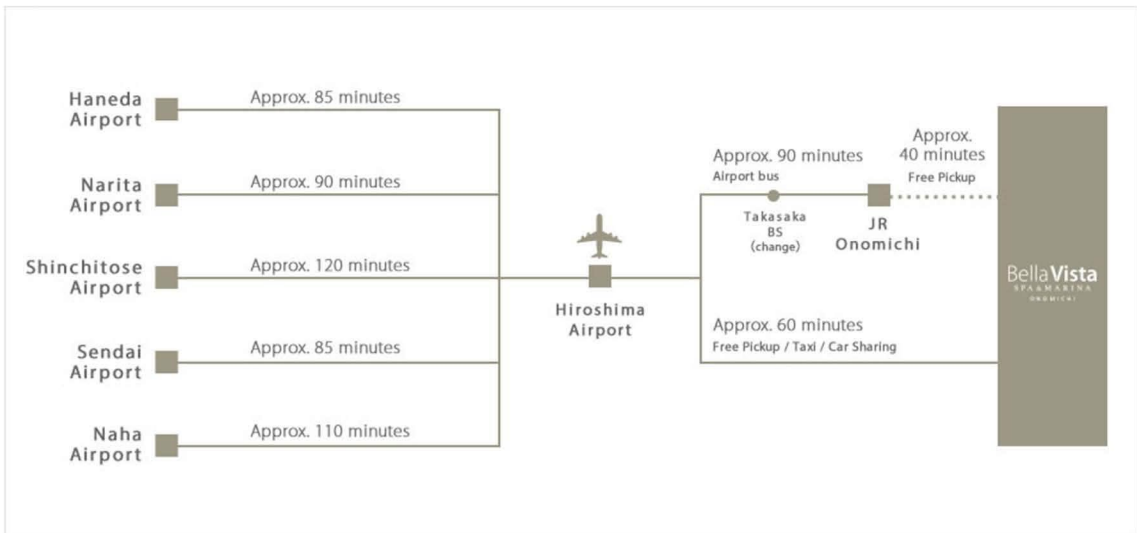 Haneda
Airport
Approx. 85 minutes
Narita
Airport
Approx. 90 minutes
Shinchitose
Airport
Approx. 120 minutes
Sendai
Airport
Approx. 85 minutes
Naha
Airport
Approx. 110 minutes
Hiroshima
Airport
Approx. 90 minutes
Airport bus
Takasaka
BS
(change)
JR
Onomichi
Approx.
40 minutes
Free Pickup
Approx. 60 minutes
Free Pickup / Taxi / Car Sharing
Bella Vista
SPA & MARINA
ONOMICHI